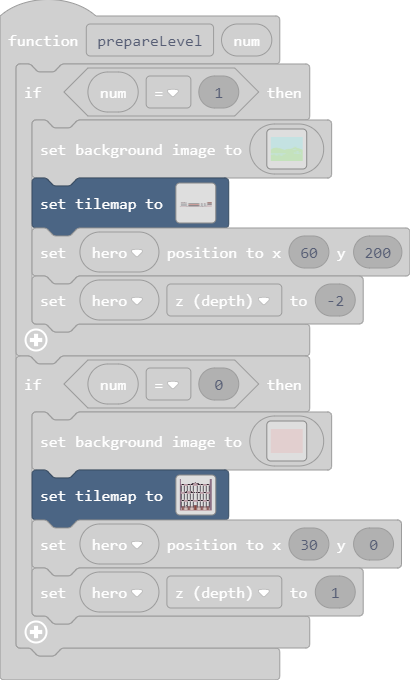 function prepareLevel num
if num = 1 then
set background image to
set tilemap to
set hero position to x 60 y 200
set hero z (depth) to -2
if num = 0 then
set background image to
set tilemap to
set hero position to x 30 y 0
set hero z (depth) to 1